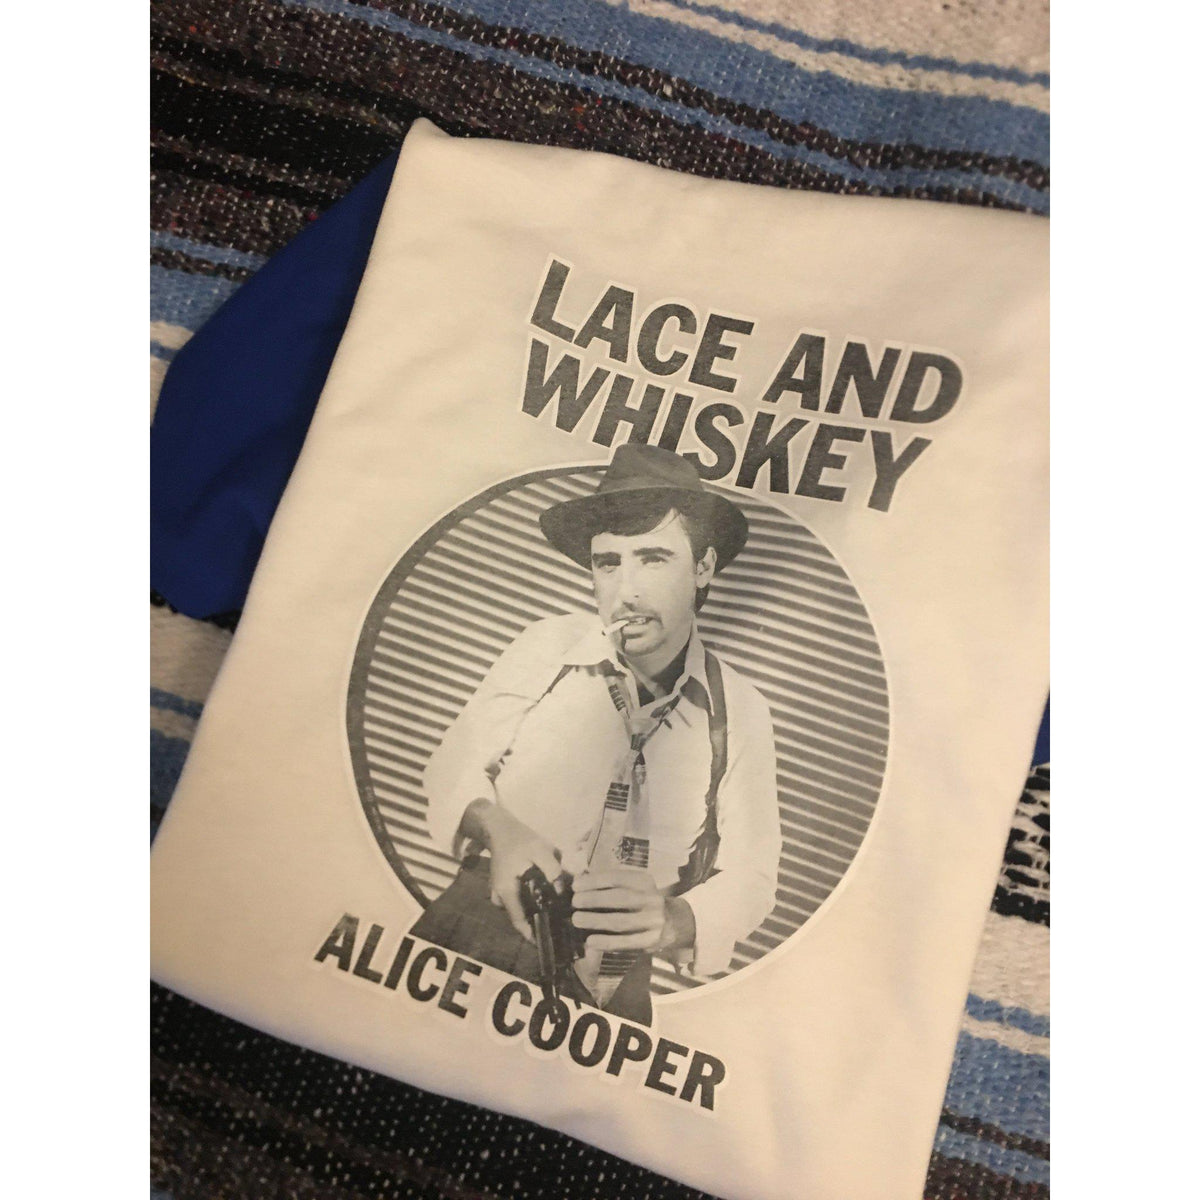 LACE AND
WHISKEY
ALICE COOPER